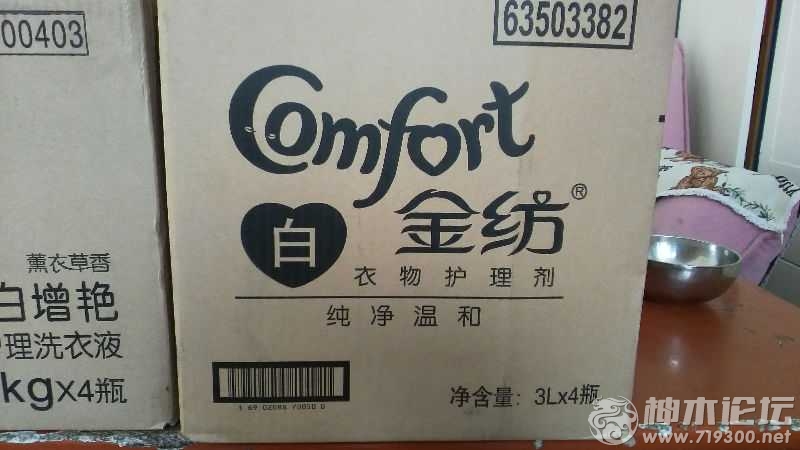 00403
薰衣草香
白增艳
理洗衣液
kgx4瓶
63503382
Comfort
金纺®
白
衣物护理剂
纯净温和
净含量: 3Lx4瓶
柚木论坛
www.719300.net